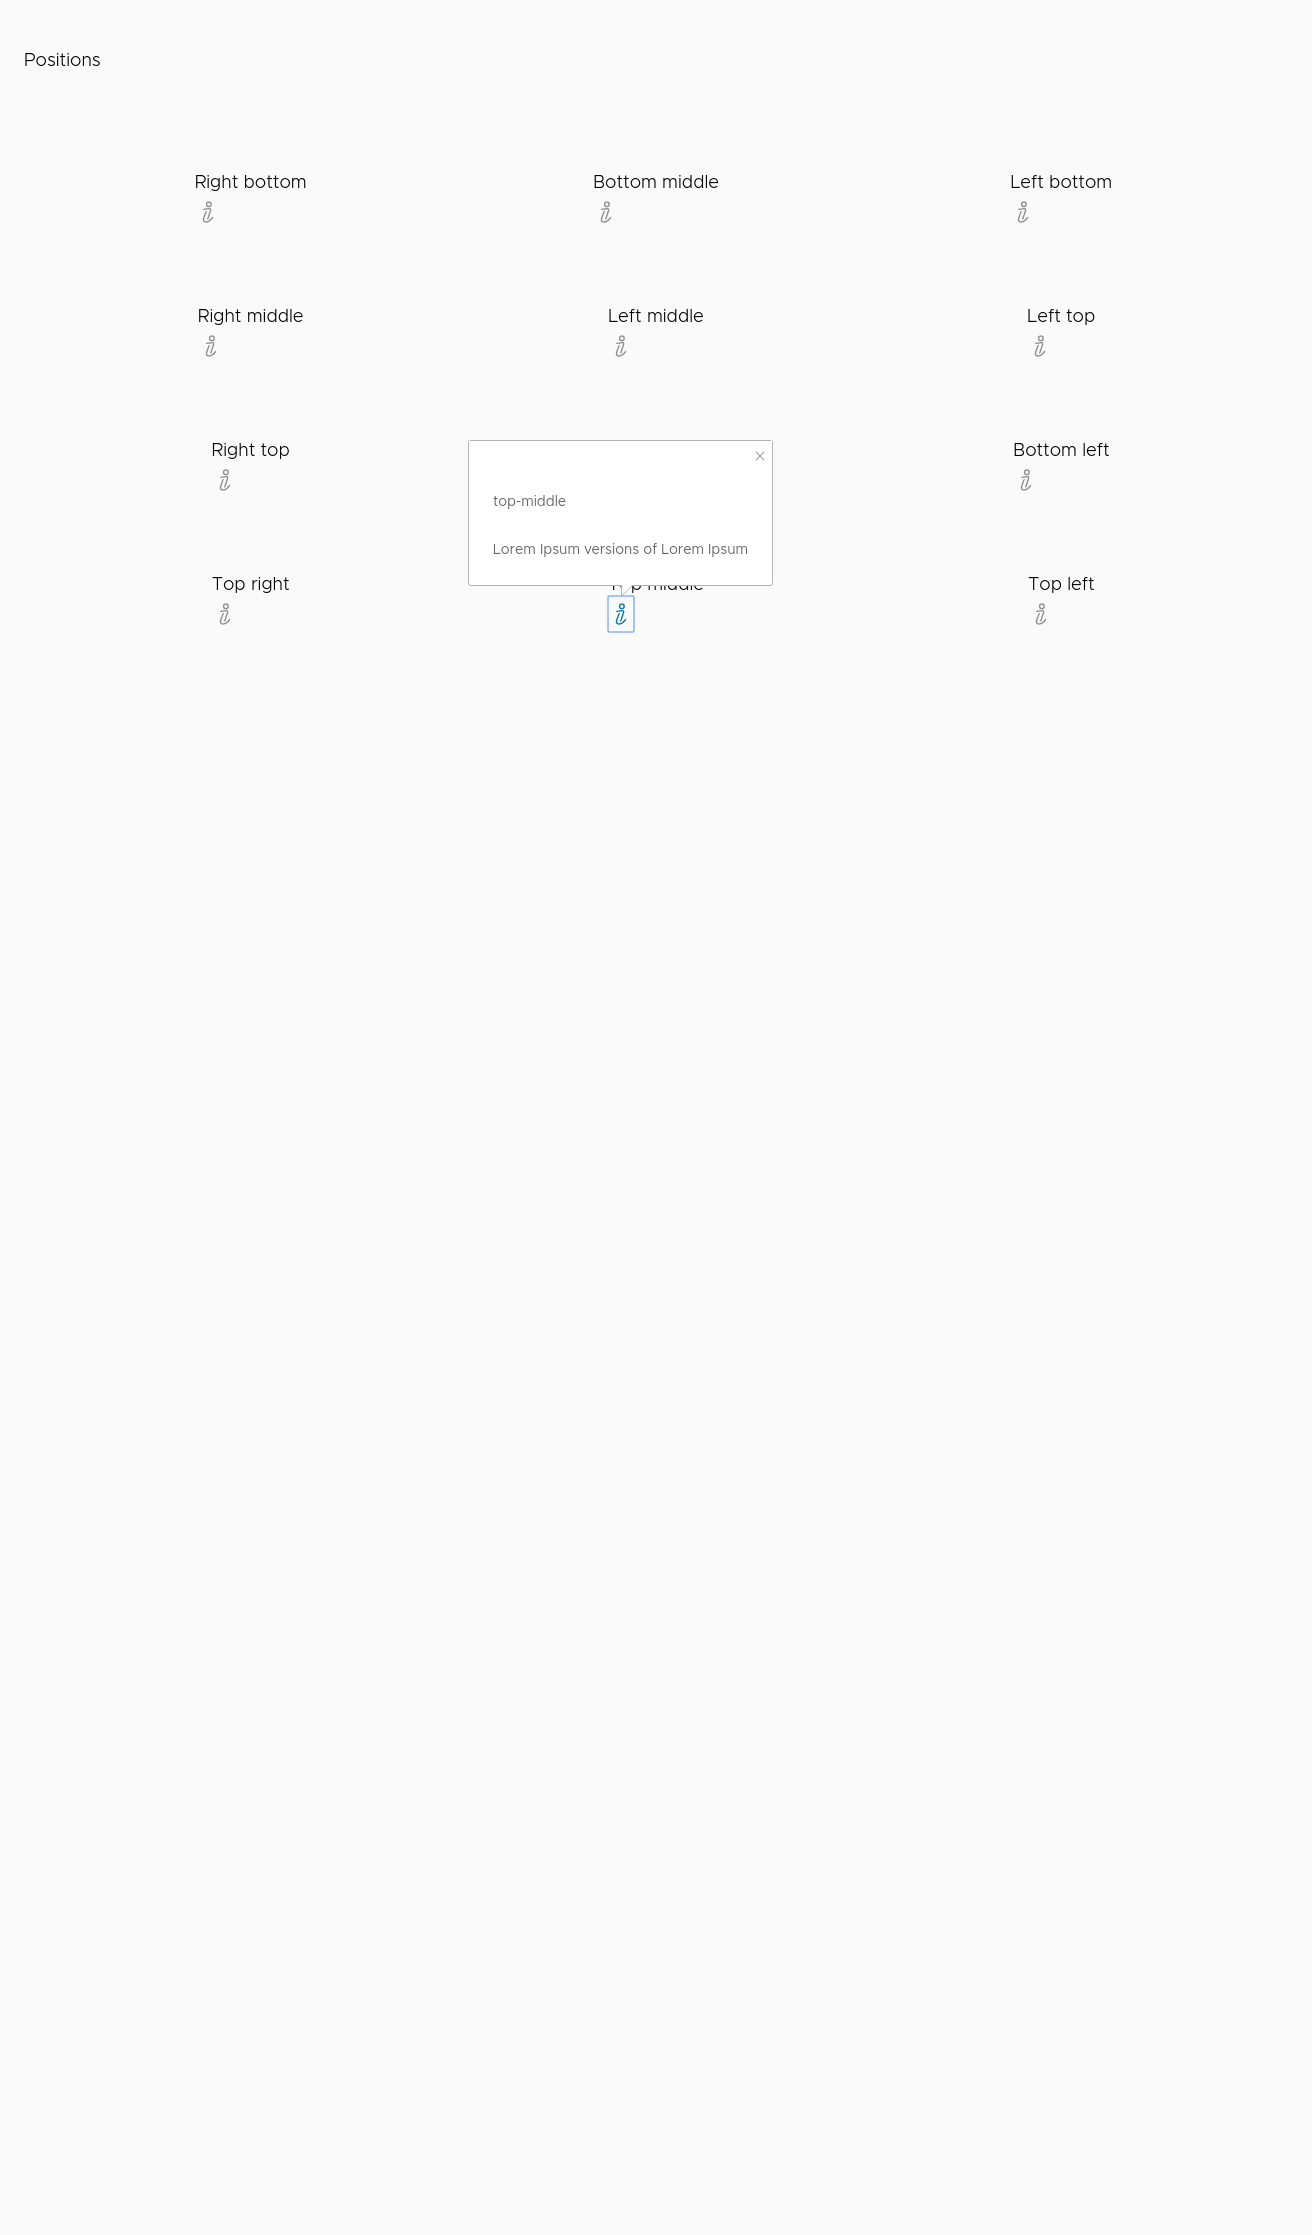 Positions
Right bottom
Bottom middle
Left bottom
Right middle
Left middle
Left top
Right top
Bottom left
top-middle
Lorem Ipsum versions of Lorem Ipsum
Top right
middle
Top left